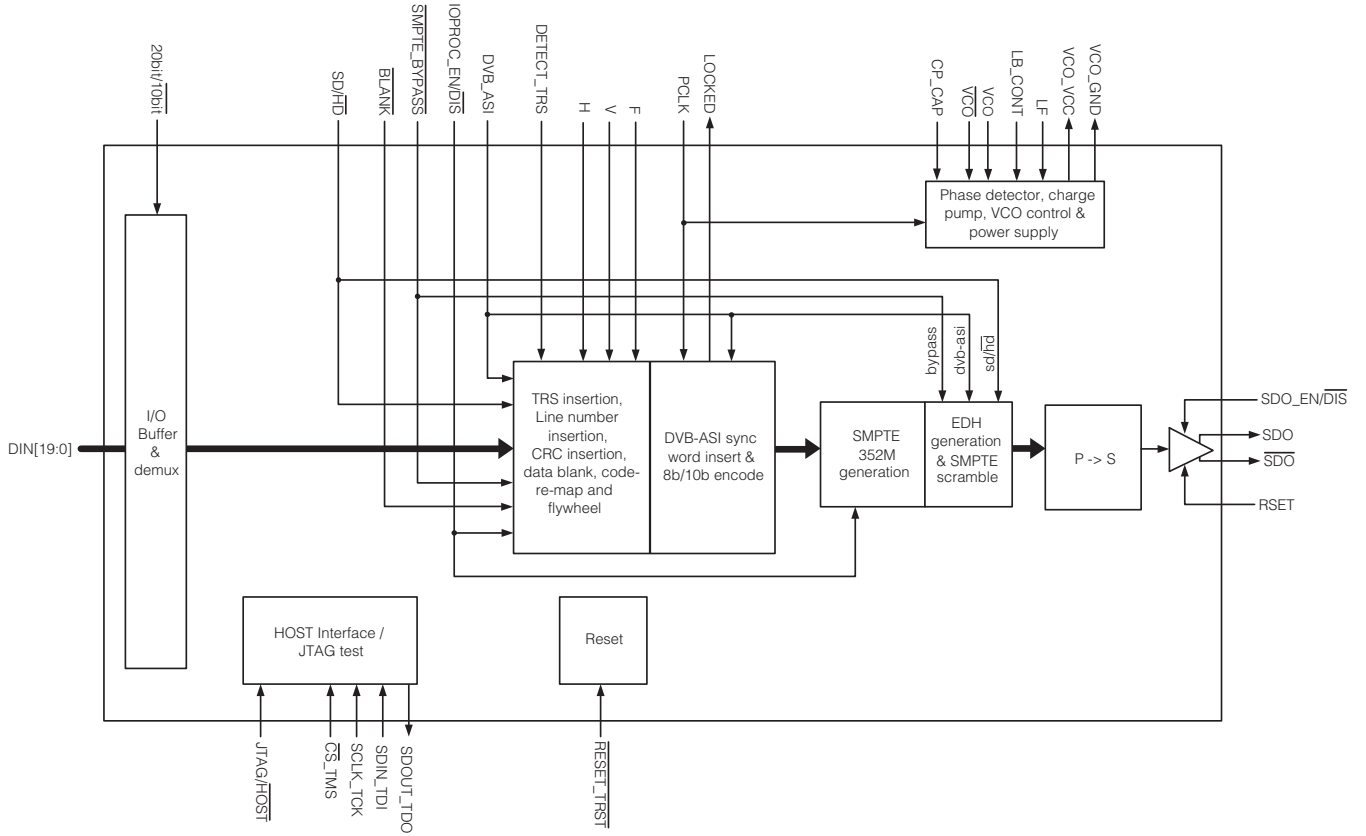 20bit/10bit
SD/HD
BLANK
SMPTE_BYPASS
IOPROC_EN/DIS
DVB_ASI
DETECT_TRS
H
V
F
PCLK
LOCKED
CP_CAP
VCO
VCO
LB_CONT
LF
VCO_VCC
VCO_GND
Phase detector, charge
pump, VCO control &
power supply
bypass
dvb-asi
sd/hd
DIN[19:0]
I/O
Buffer
&
demux
TRS insertion,
Line number
insertion,
CRC insertion,
data blank, code-
re-map and
flywheel
DVB-ASI sync
word insert &
8b/10b encode
SMPTE
352M
generation
EDH
generation
& SMPTE
scramble
P -> S
SDO_EN/DIS
SDO
SDO
RSET
HOST Interface /
JTAG test
Reset
JTAG/HOST
CS_TMS
SCLK_TCK
SDIN_TDI
SDOUT_TDO
RESET_TRST